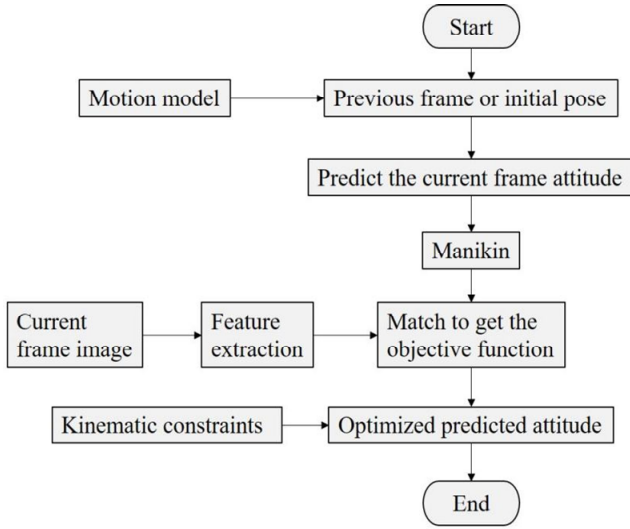 Start
Motion model
Previous frame or initial pose
Predict the current frame attitude
Manikin
Current
frame image
Feature
extraction
Match to get the
objective function
Kinematic constraints
Optimized predicted attitude
End